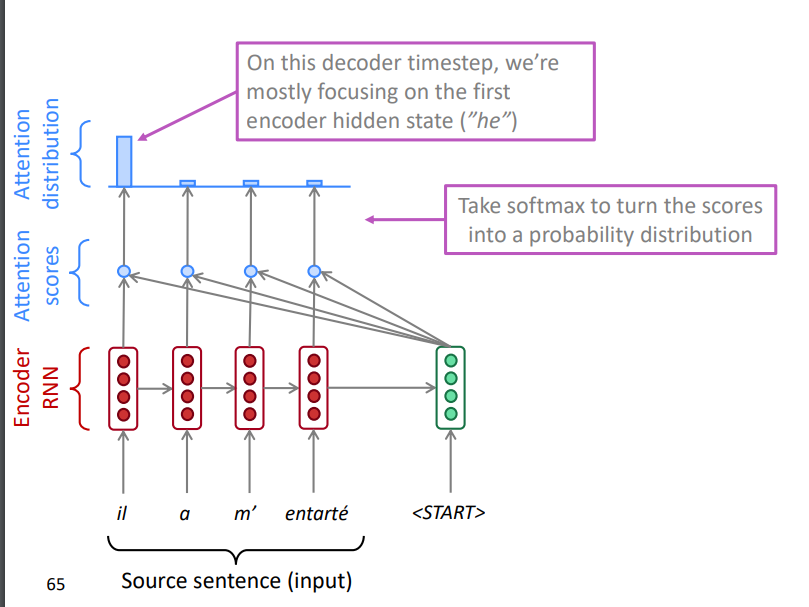 On this decoder timestep, we’re
mostly focusing on the first
encoder hidden state (”he”)
Attention
distribution
Take softmax to turn the scores
into a probability distribution
Attention
scores
Encoder
RNN
il a m’ entarté <START>
Source sentence (input)
65